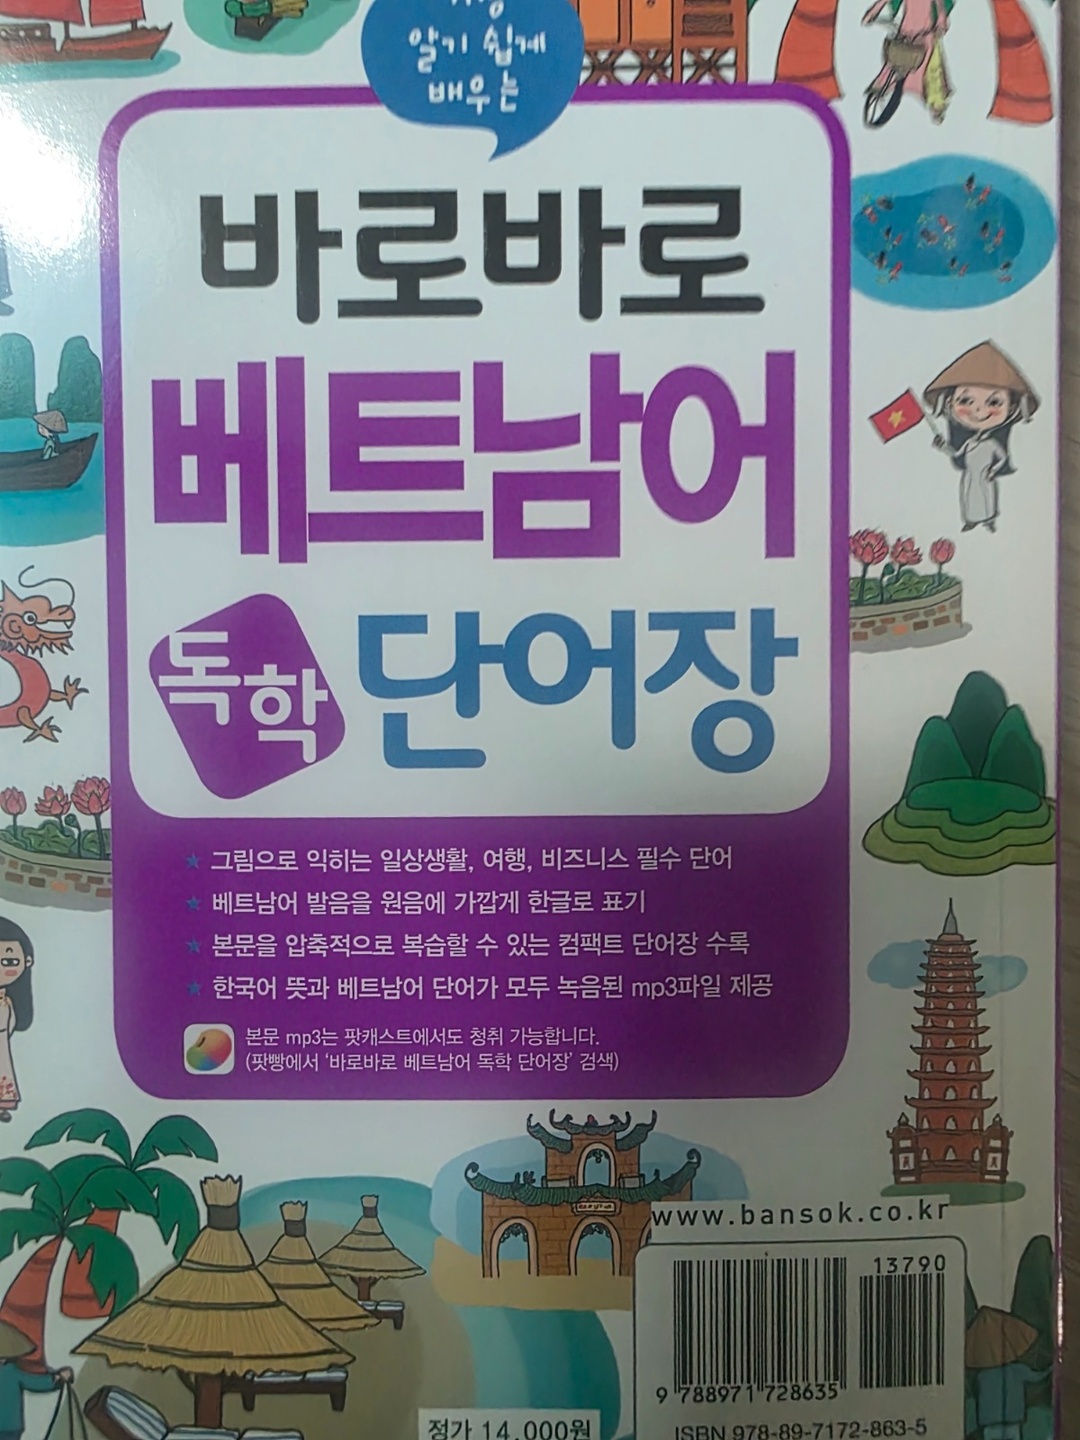 알기 쉽게
배우는
바로바로
베트남어
독학 단어장
★ 그림으로 익히는 일상생활, 여행, 비즈니스 필수 단어
★ 베트남어 발음을 원음에 가깝게 한글로 표기
★ 본문을 압축적으로 복습할 수 있는 컴팩트 단어장 수록
★ 한국어 뜻과 베트남어 단어가 모두 녹음된 mp3파일 제공
본문 mp3는 팟캐스트에서도 청취 가능합니다.
(팟빵에서 '바로바로 베트남어 독학 단어장' 검색)
www.bansok.co.kr
13790
9 788971 728635
정가 14,000원
ISBN 978-89-7172-863-5